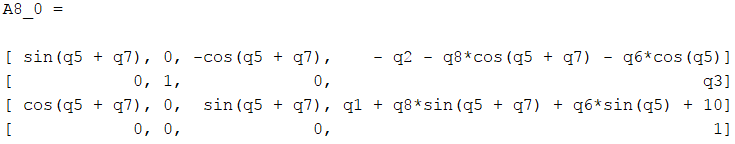 A8_0 =
[ sin(q5 + q7), 0, -cos(q5 + q7),    - q2 - q8*cos(q5 + q7) - q6*cos(q5)]
[            0, 1,             0,                                     q3]
[ cos(q5 + q7), 0,  sin(q5 + q7), q1 + q8*sin(q5 + q7) + q6*sin(q5) + 10]
[            0, 0,             0,                                      1]